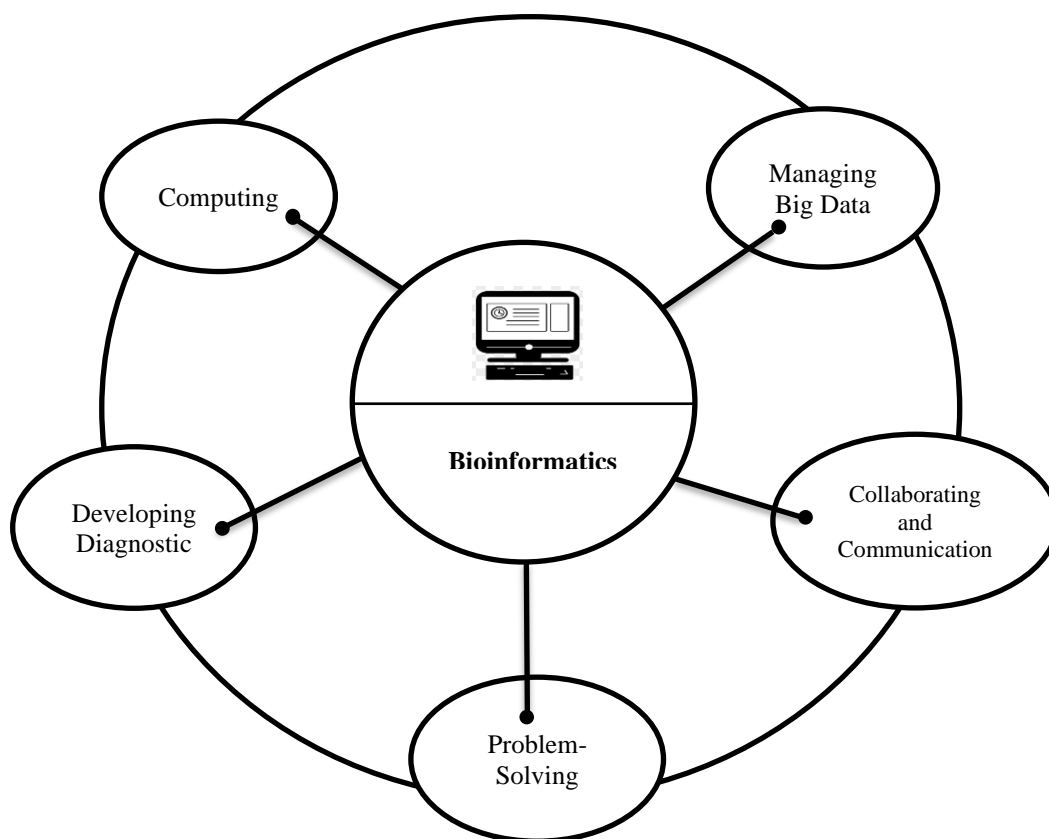 Computing
Managing
Big Data
Bioinformatics
Developing
Diagnostic
Collaborating
and
Communication
Problem-
Solving